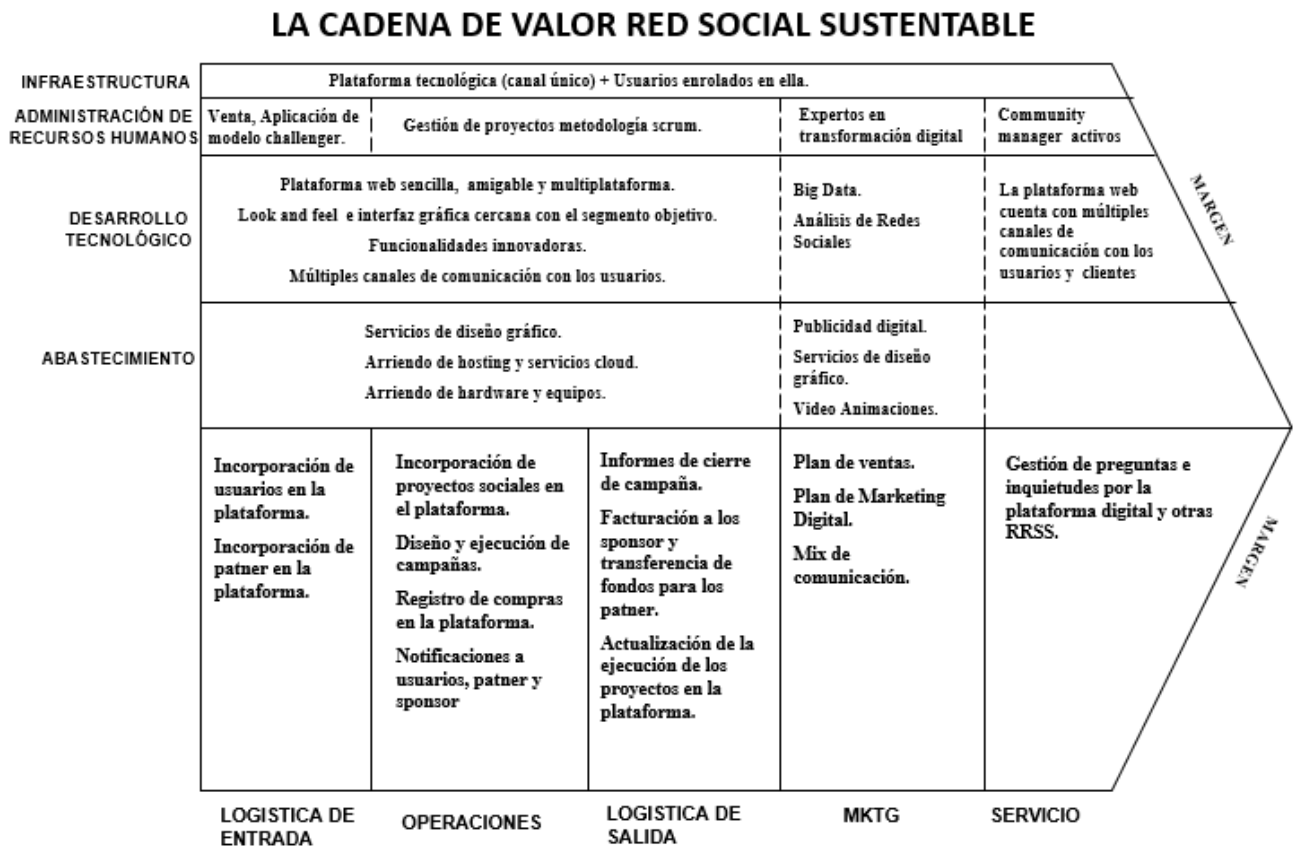 LA CADENA DE VALOR RED SOCIAL SUSTENTABLE
INFRAESTRUCTURA
Plataforma tecnológica (canal único) + Usuarios enrolados en ella.
ADMINISTRACIÓN DE
RECURSOS HUMANOS
Venta, Aplicación de
modelo challenger.
Gestión de proyectos metodología scrum.
Expertos en
transformación digital
Community
manager activos
DESARROLLO
TECNOLÓGICO
Plataforma web sencilla, amigable y multiplataforma.
Look and feel e interfaz gráfica cercana con el segmento objetivo.
Funcionalidades innovadoras.
Múltiples canales de comunicación con los usuarios.
Big Data.
Análisis de Redes
Sociales
La plataforma web
cuenta con múltiples
canales de
comunicación con los
usuarios y clientes
MARGEN
ABASTECIMIENTO
Servicios de diseño gráfico.
Arriendo de hosting y servicios cloud.
Arriendo de hardware y equipos.
Publicidad digital.
Servicios de diseño
gráfico.
Video Animaciones.
Incorporación de
usuarios en la
plataforma.
Incorporación de
patner en la
plataforma.
Incorporación de
proyectos sociales en
el plataforma.
Diseño y ejecución de
campañas.
Registro de compras
en la plataforma.
Notificaciones a
usuarios, patner y
sponsor
Informes de cierre
de campaña.
Facturación a los
sponsor y
transferencia de
fondos para los
patner.
Actualización de la
ejecución de los
proyectos en la
plataforma.
Plan de ventas.
Plan de Marketing
Digital.
Mix de
comunicación.
Gestión de preguntas e
inquietudes por la
plataforma digital y otras
RRSS.
MARGEN
LOGISTICA DE
ENTRADA
OPERACIONES
LOGISTICA DE
SALIDA
MKTG
SERVICIO